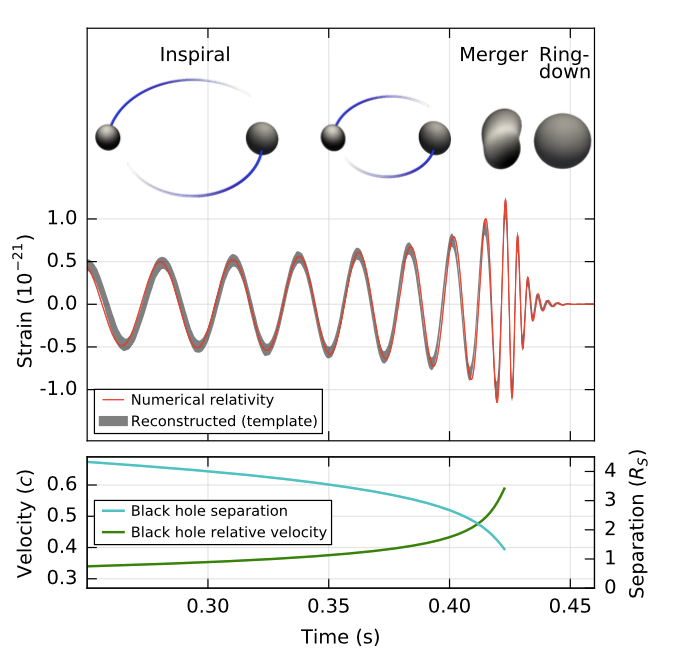 Inspiral
Merger
Ring-
down
Strain (10⁻²¹)
1.0
0.5
0.0
-0.5
-1.0
Numerical relativity
Reconstructed (template)
Velocity (c)
0.6
0.5
0.4
0.3
Black hole separation
Black hole relative velocity
4
3
2
1
0
Separation (R_S)
0.30
0.35
0.40
0.45
Time (s)